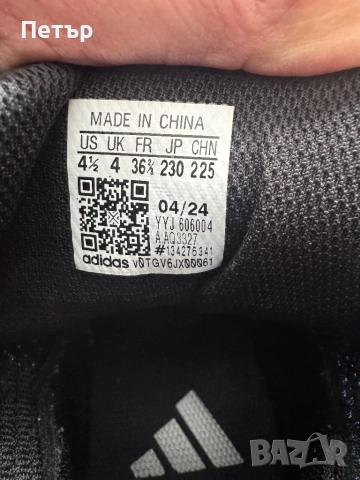 Петър
MADE IN CHINA
US UK FR JP CHN
4½ 4 36⅔ 230 225
04/24
YYJ 606004
A.AQ3327
#134276341
adidas v0TGV6JX00061
BAZAR